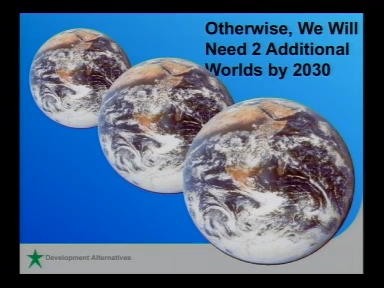 Otherwise, We Will
Need 2 Additional
Worlds by 2030
Development Alternatives